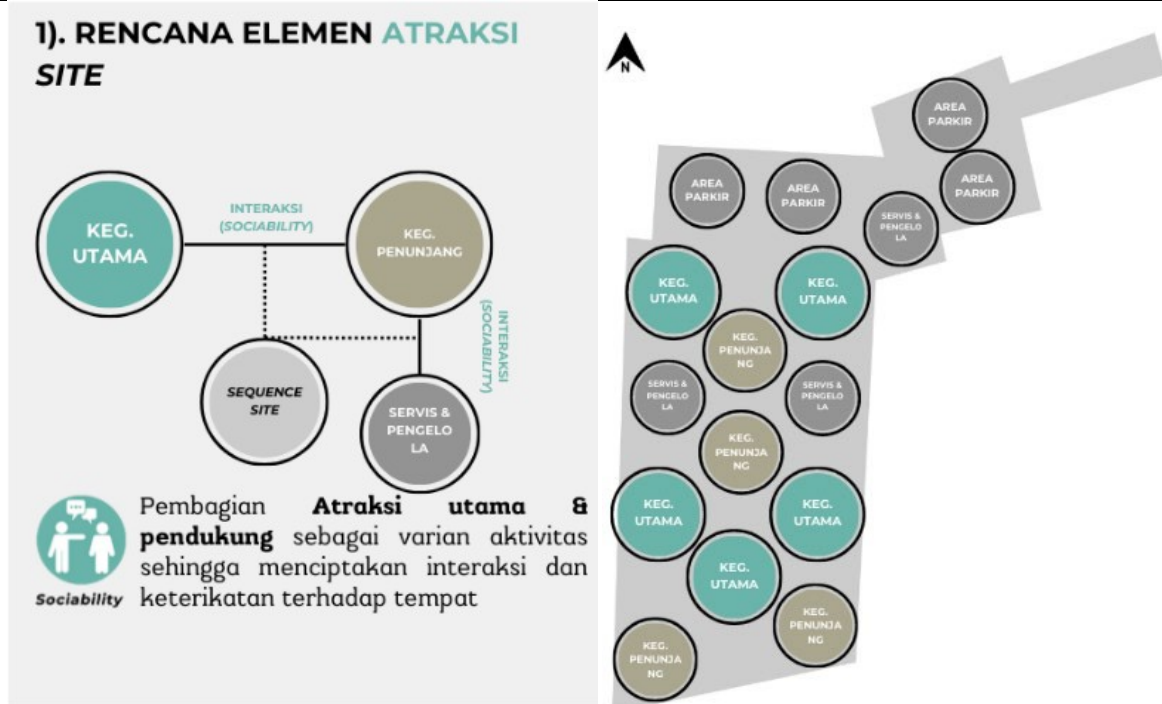 1). RENCANA ELEMEN ATRAKSI
SITE
KEG.
UTAMA
INTERAKSI
(SOCIABILITY)
KEG.
PENUNJANG
INTERAKSI
(SOCIABILITY)
SEQUENCE
SITE
SERVIS &
PENGELO
LA
Pembagian Atraksi utama &
pendukung sebagai varian aktivitas
sehingga menciptakan interaksi dan
keterikatan terhadap tempat
Sociability
N
AREA
PARKIR
AREA
PARKIR
AREA
PARKIR
AREA
PARKIR
SERVIS &
PENGELO
LA
KEG.
UTAMA
KEG.
UTAMA
KEG.
PENUNJA
NG
SERVIS &
PENGELO
LA
SERVIS &
PENGELO
LA
KEG.
PENUNJA
NG
KEG.
UTAMA
KEG.
UTAMA
KEG.
UTAMA
KEG.
PENUNJA
NG
KEG.
PENUNJA
NG